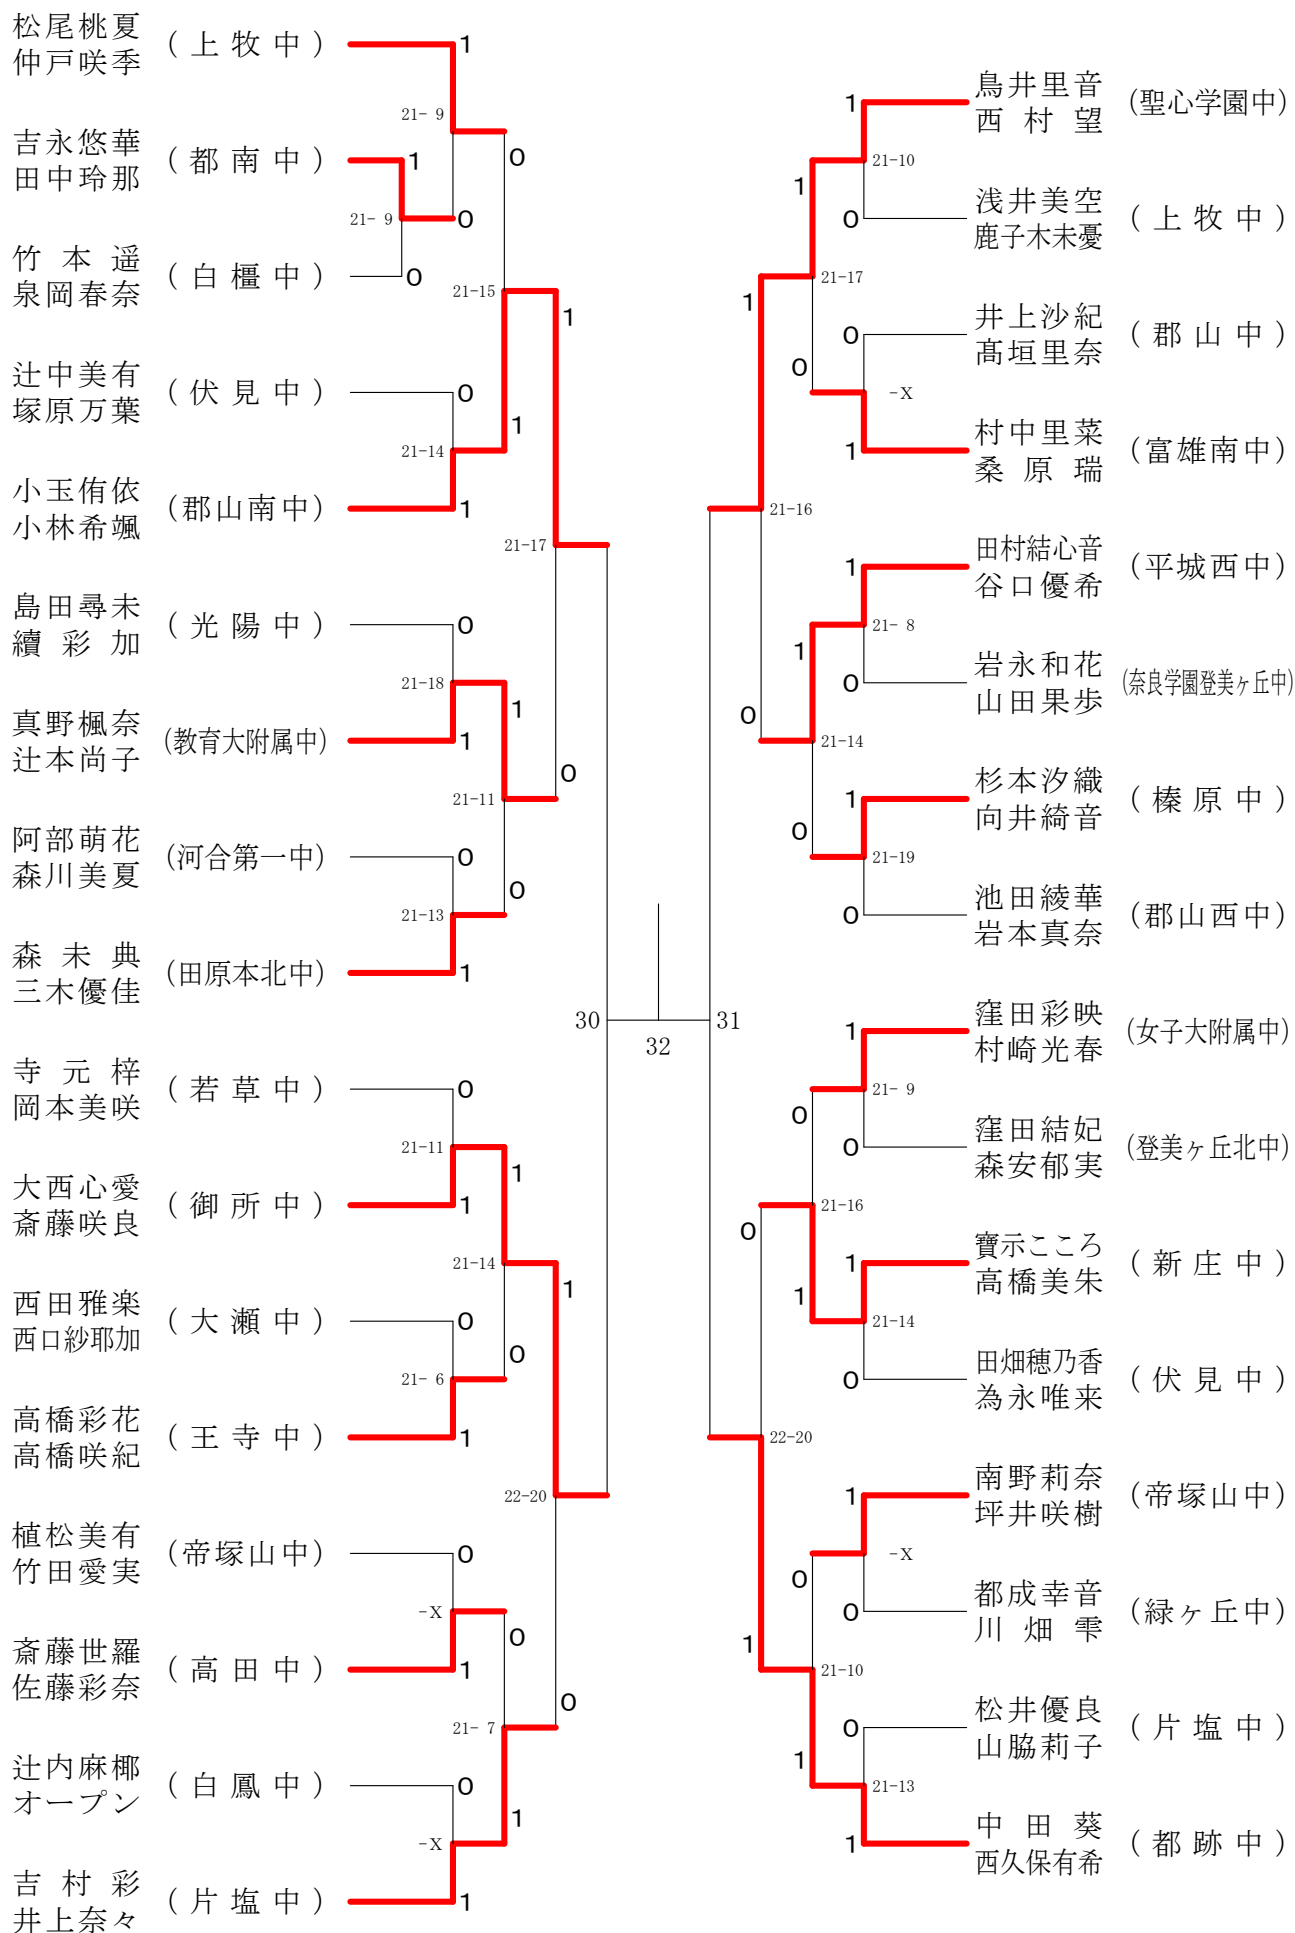 松尾桃夏
仲戸咲季
(上牧中)
1
21- 9
0
吉永悠華
田中玲那
(都南中)
1
21- 9
0
竹本遥
泉岡春奈
(白橿中)
0
21-15
1
辻中美有
塚原万葉
(伏見中)
0
1
21-14
小玉侑依
小林希颯
(郡山南中)
1
21-17
島田尋未
續彩加
(光陽中)
0
21-18
1
真野楓奈
辻本尚子
(教育大附属中)
1
0
21-11
阿部萌花
森川美夏
(河合第一中)
0
0
21-13
森未典
三木優佳
(田原本北中)
1
30
32
31
寺元梓
岡本美咲
(若草中)
0
21-11
1
大西心愛
斎藤咲良
(御所中)
1
21-14
1
西田雅楽
西口紗耶加
(大瀬中)
0
0
21- 6
高橋彩花
高橋咲紀
(王寺中)
1
22-20
植松美有
竹田愛実
(帝塚山中)
0
-X
0
斎藤世羅
佐藤彩奈
(高田中)
1
0
21- 7
辻内麻椰
オープン
(白鳳中)
0
1
-X
吉村彩
井上奈々
(片塩中)
1
1
鳥井里音
西村望
(聖心学園中)
21-10
1
0
浅井美空
鹿子木未憂
(上牧中)
21-17
1
0
井上沙紀
髙垣里奈
(郡山中)
0
-X
1
村中里菜
桑原瑞
(富雄南中)
21-16
1
田村結心音
谷口優希
(平城西中)
21- 8
1
0
岩永和花
山田果歩
(奈良学園登美ヶ丘中)
0
21-14
1
杉本汐織
向井綺音
(榛原中)
0
21-19
0
池田綾華
岩本真奈
(郡山西中)
1
窪田彩映
村崎光春
(女子大附属中)
21- 9
0
0
窪田結妃
森安郁実
(登美ヶ丘北中)
21-16
0
1
寶示こころ
高橋美朱
(新庄中)
1
21-14
0
田畑穂乃香
為永唯来
(伏見中)
22-20
1
南野莉奈
坪井咲樹
(帝塚山中)
-X
0
0
都成幸音
川畑雫
(緑ヶ丘中)
1
21-10
0
松井優良
山脇莉子
(片塩中)
1
21-13
1
中田葵
西久保有希
(都跡中)